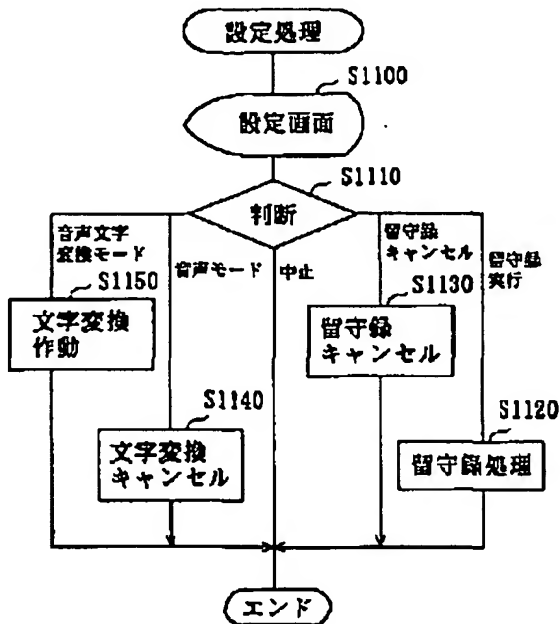 設定処理
S1100
設定画面
S1110
判断
音声文字
変換モード
音声モード
中止
留守録
キャンセル
留守録
実行
S1150
文字変換
作動
S1130
留守録
キャンセル
S1140
文字変換
キャンセル
S1120
留守録処理
エンド